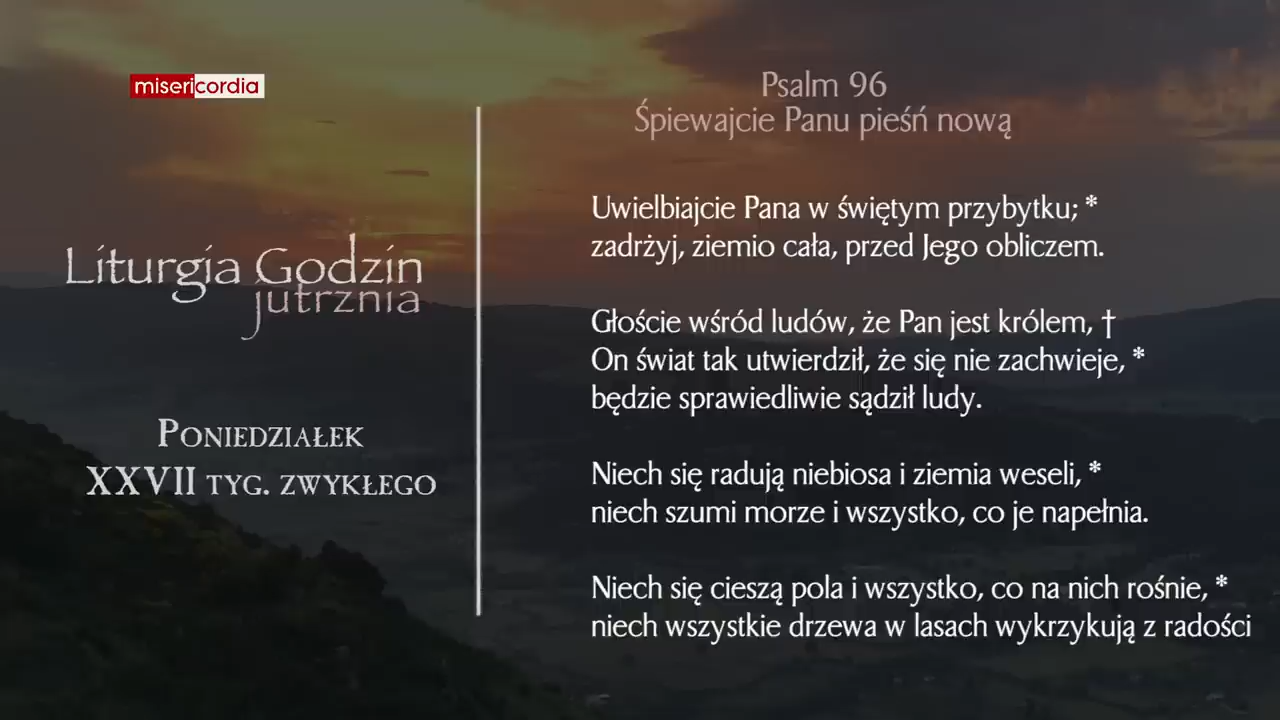 misericordia
Liturgia Godzin
jutrznia
Poniedziałek
XXVII tyg. zwykłego
Psalm 96
Śpiewajcie Panu pieśń nową
Uwielbiajcie Pana w świętym przybytku; *
zadrżyj, ziemio cała, przed Jego obliczem.
Głoście wśród ludów, że Pan jest królem, †
On świat tak utwierdził, że się nie zachwieje, *
będzie sprawiedliwie sądził ludy.
Niech się radują niebiosa i ziemia weseli, *
niech szumi morze i wszystko, co je napełnia.
Niech się cieszą pola i wszystko, co na nich rośnie, *
niech wszystkie drzewa w lasach wykrzykują z radości